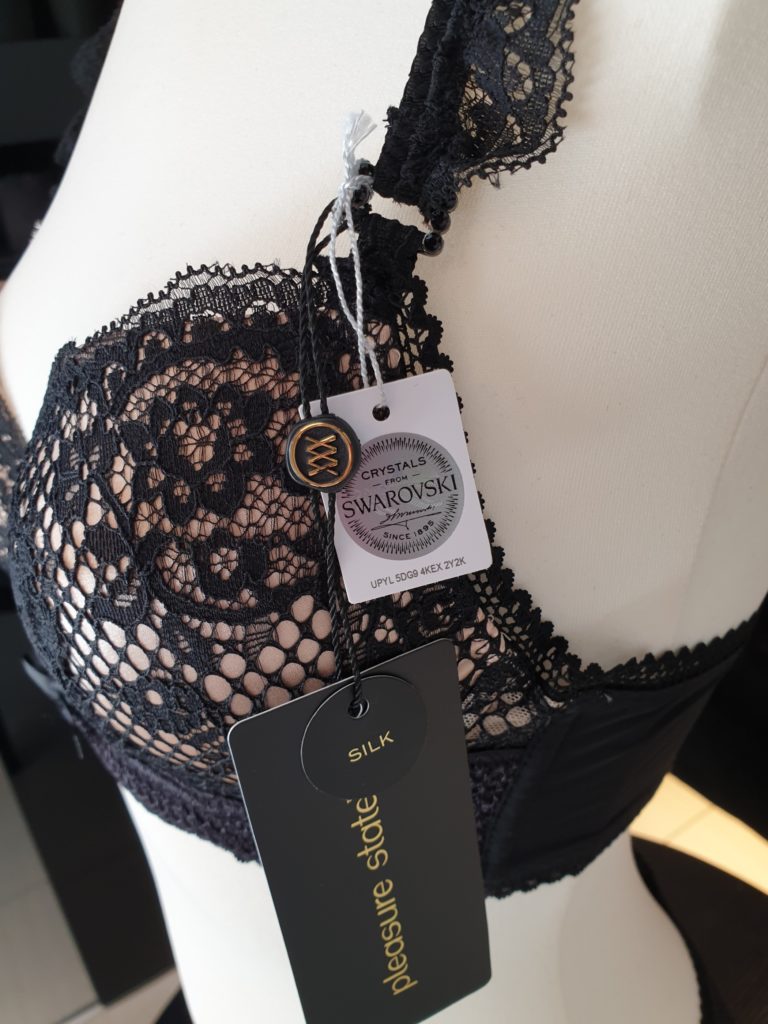 CRYSTALS
FROM
SWAROVSKI
SINCE 1895
UPYL 5DG9 4KEX 2Y2K
SILK
pleasure state